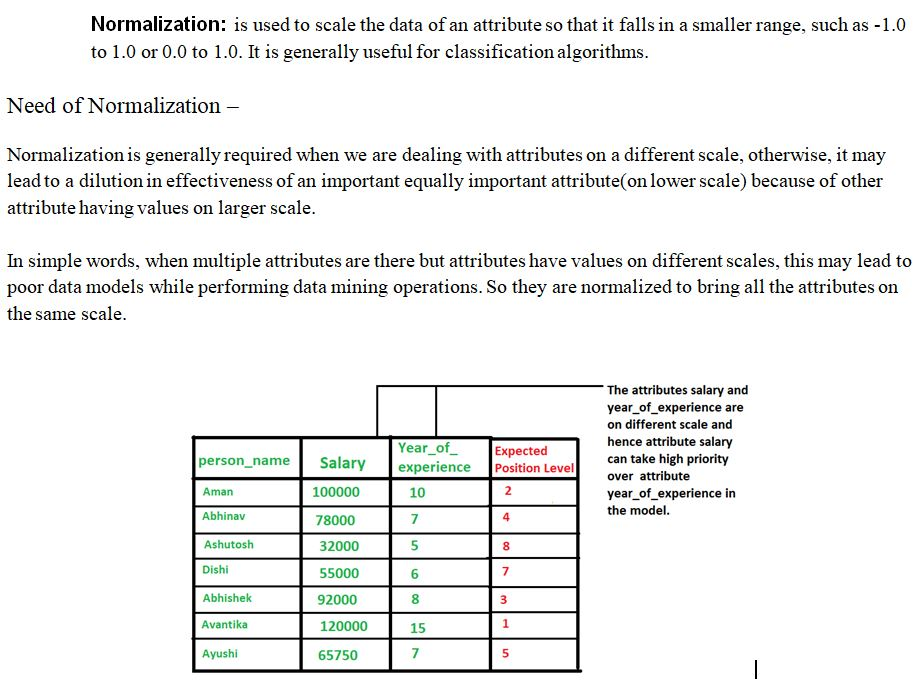 Normalization: is used to scale the data of an attribute so that it falls in a smaller range, such as -1.0
to 1.0 or 0.0 to 1.0. It is generally useful for classification algorithms.
Need of Normalization –
Normalization is generally required when we are dealing with attributes on a different scale, otherwise, it may
lead to a dilution in effectiveness of an important equally important attribute(on lower scale) because of other
attribute having values on larger scale.
In simple words, when multiple attributes are there but attributes have values on different scales, this may lead to
poor data models while performing data mining operations. So they are normalized to bring all the attributes on
the same scale.
The attributes salary and
year_of_experience are
on different scale and
hence attribute salary
can take high priority
over attribute
year_of_experience in
the model.
person_name Salary Year_of_ Expected
experience Position Level
Aman 100000 10 2
Abhinav 78000 7 4
Ashutosh 32000 5 8
Dishi 55000 6 7
Abhishek 92000 8 3
Avantika 120000 15 1
Ayushi 65750 7 5